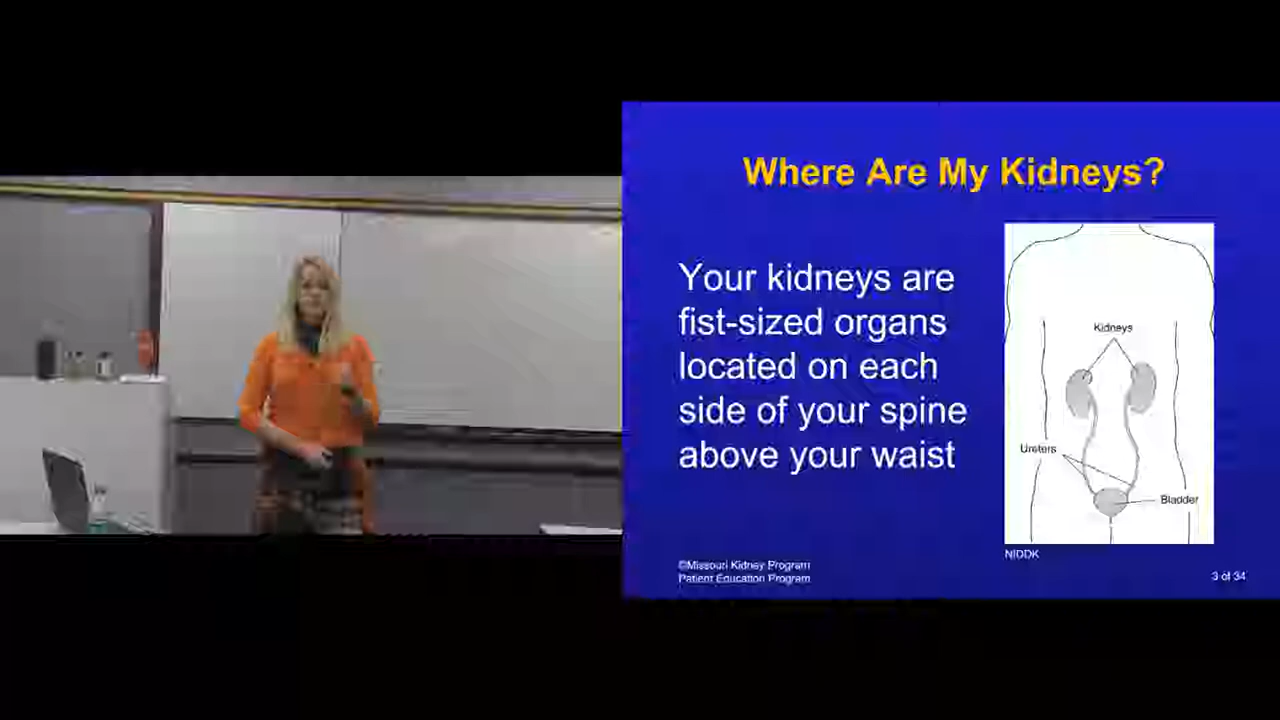 Where Are My Kidneys?
Your kidneys are
fist-sized organs
located on each
side of your spine
above your waist
Kidneys
Ureters
Bladder
NIDDK
©Missouri Kidney Program
Patient Education Program
3 of 34